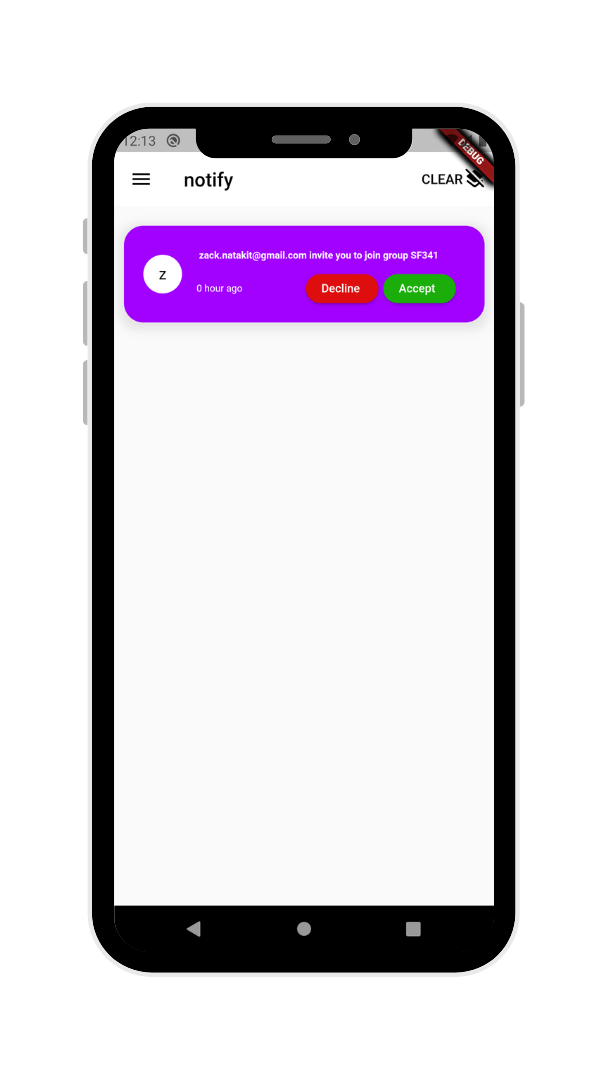 12:13
DEBUG
notify
CLEAR
zack.natakit@gmail.com invite you to join group SF341
z
0 hour ago
Decline
Accept